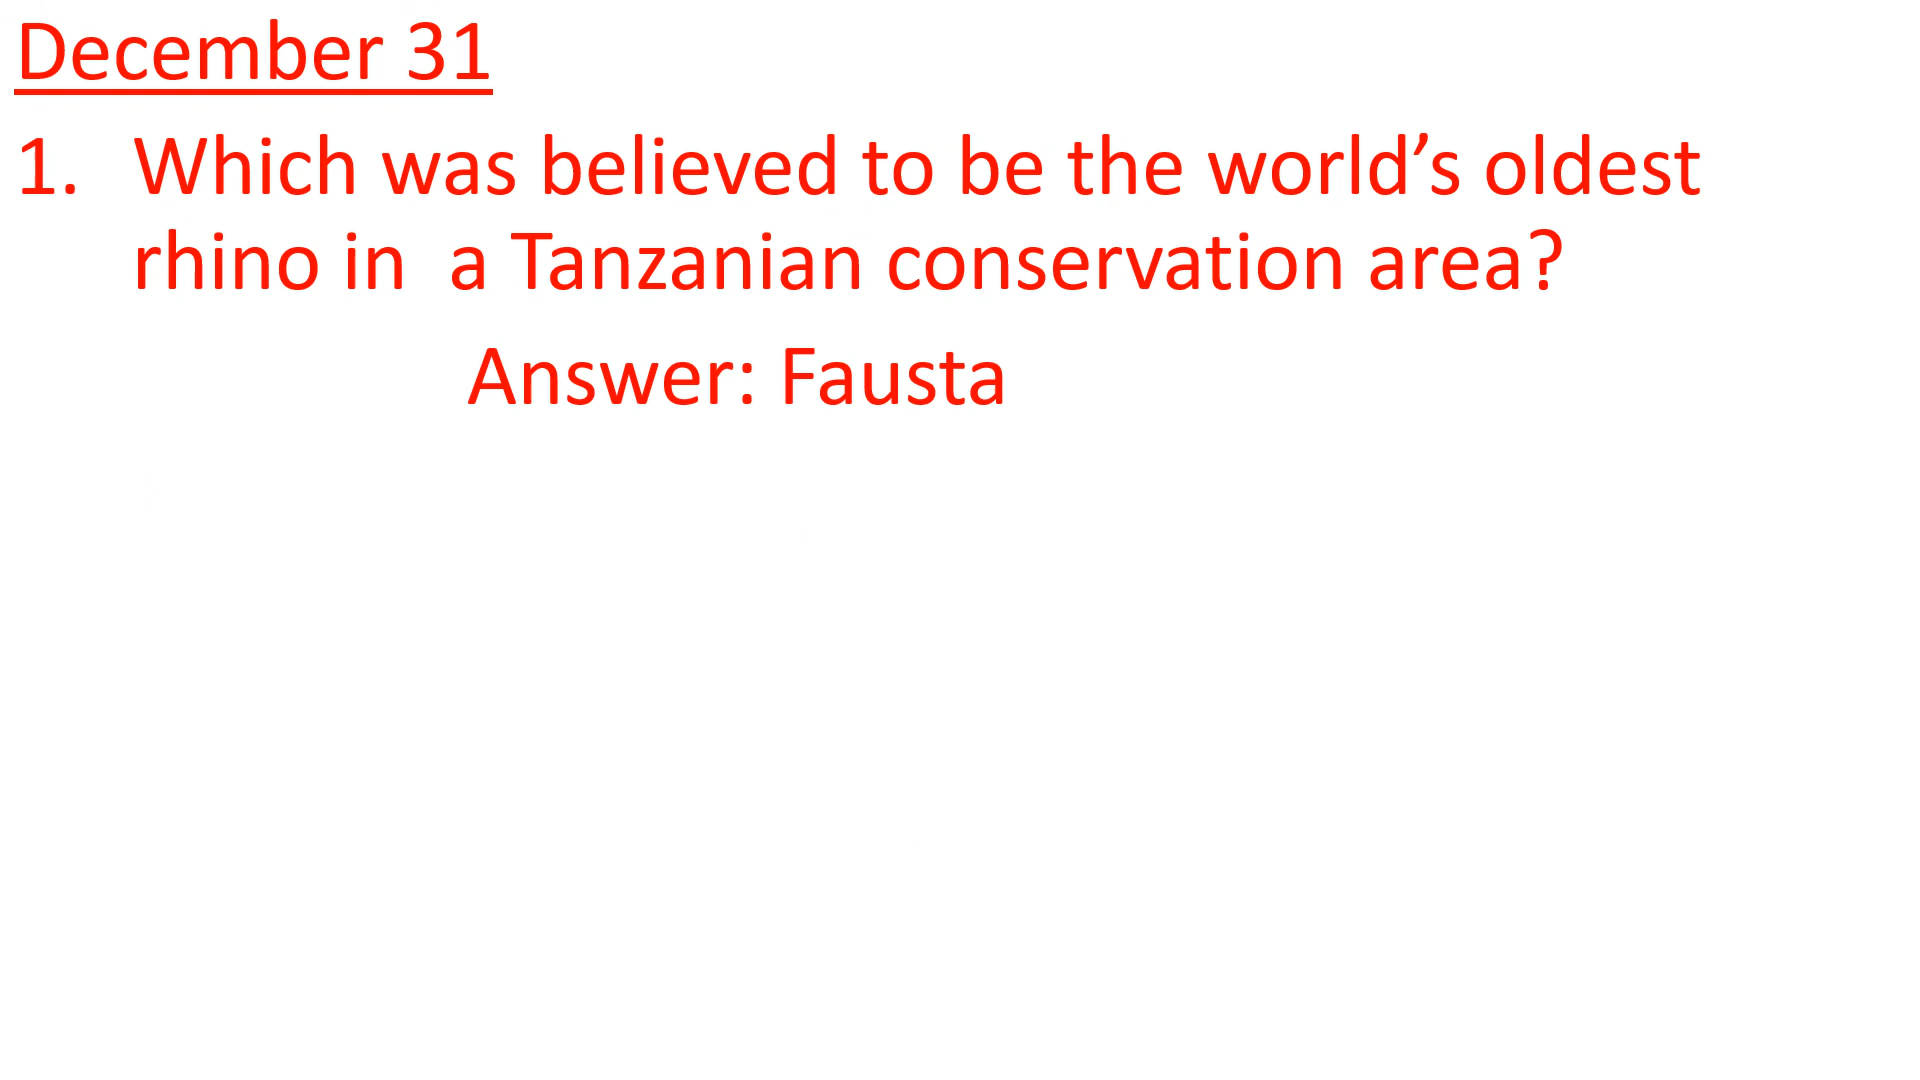 December 31
1. Which was believed to be the world’s oldest
rhino in  a Tanzanian conservation area?
Answer: Fausta